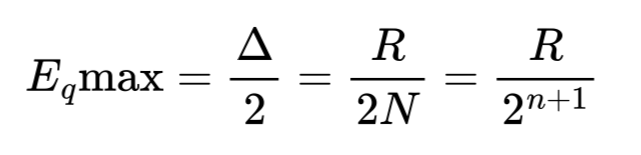 E_q max = Δ/2 = R/2N = R/2^{n+1}